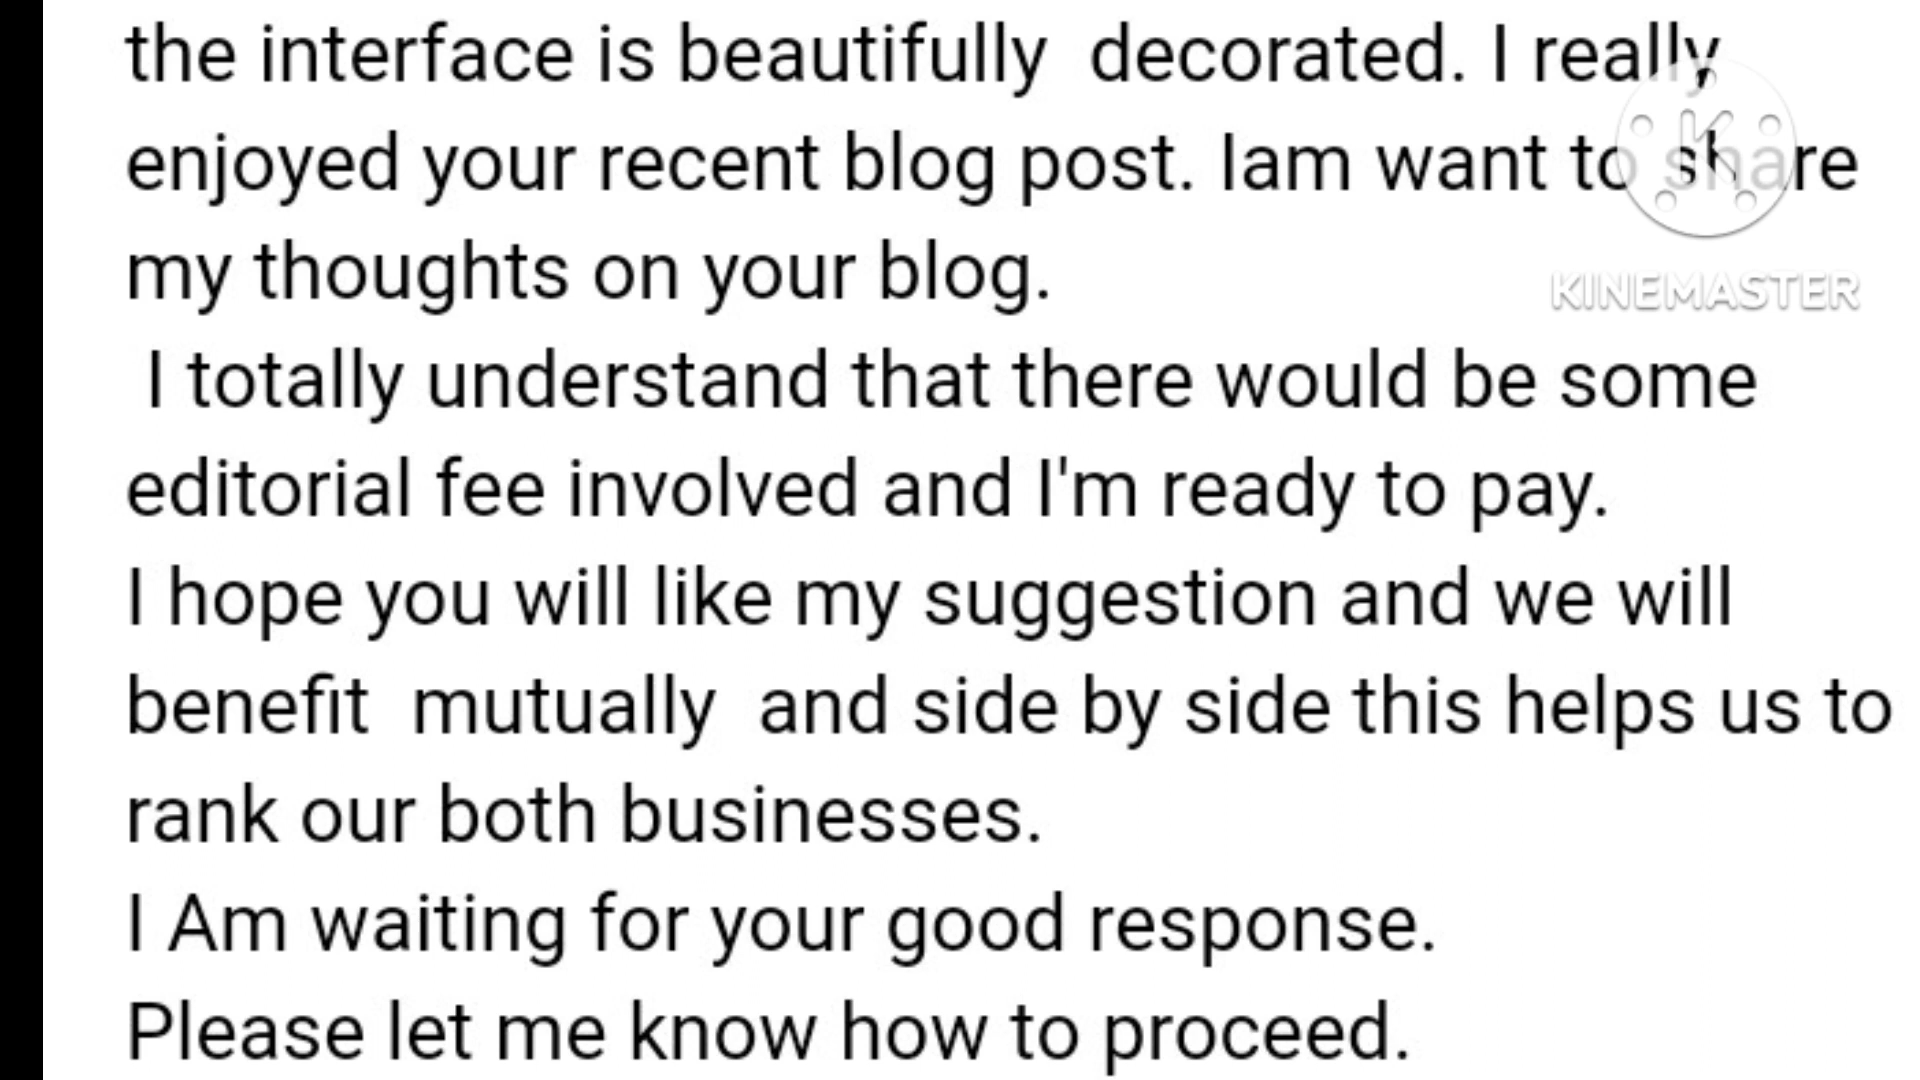 the interface is beautifully  decorated. I really
enjoyed your recent blog post. Iam want to share
my thoughts on your blog.
KINEMASTER
I totally understand that there would be some
editorial fee involved and I'm ready to pay.
I hope you will like my suggestion and we will
benefit  mutually  and side by side this helps us to
rank our both businesses.
I Am waiting for your good response.
Please let me know how to proceed.